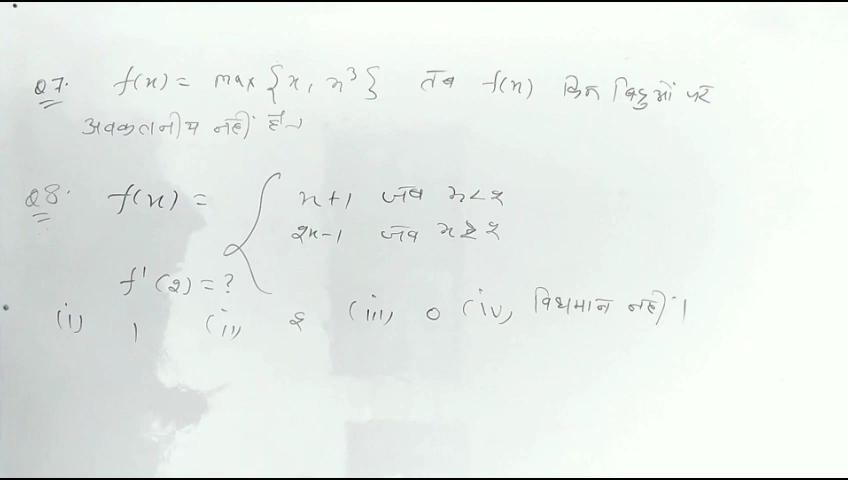 Q7. f(x) = max {x, x³} तब f(x) किन बिंदुओं पर
अवकलनीय नहीं है।
Q8. f(x) = { x+1 जब x<2
2x-1 जब x≥2
f'(2) = ?
(i) 1 (ii) 2 (iii) 0 (iv) विधमान नहीं।